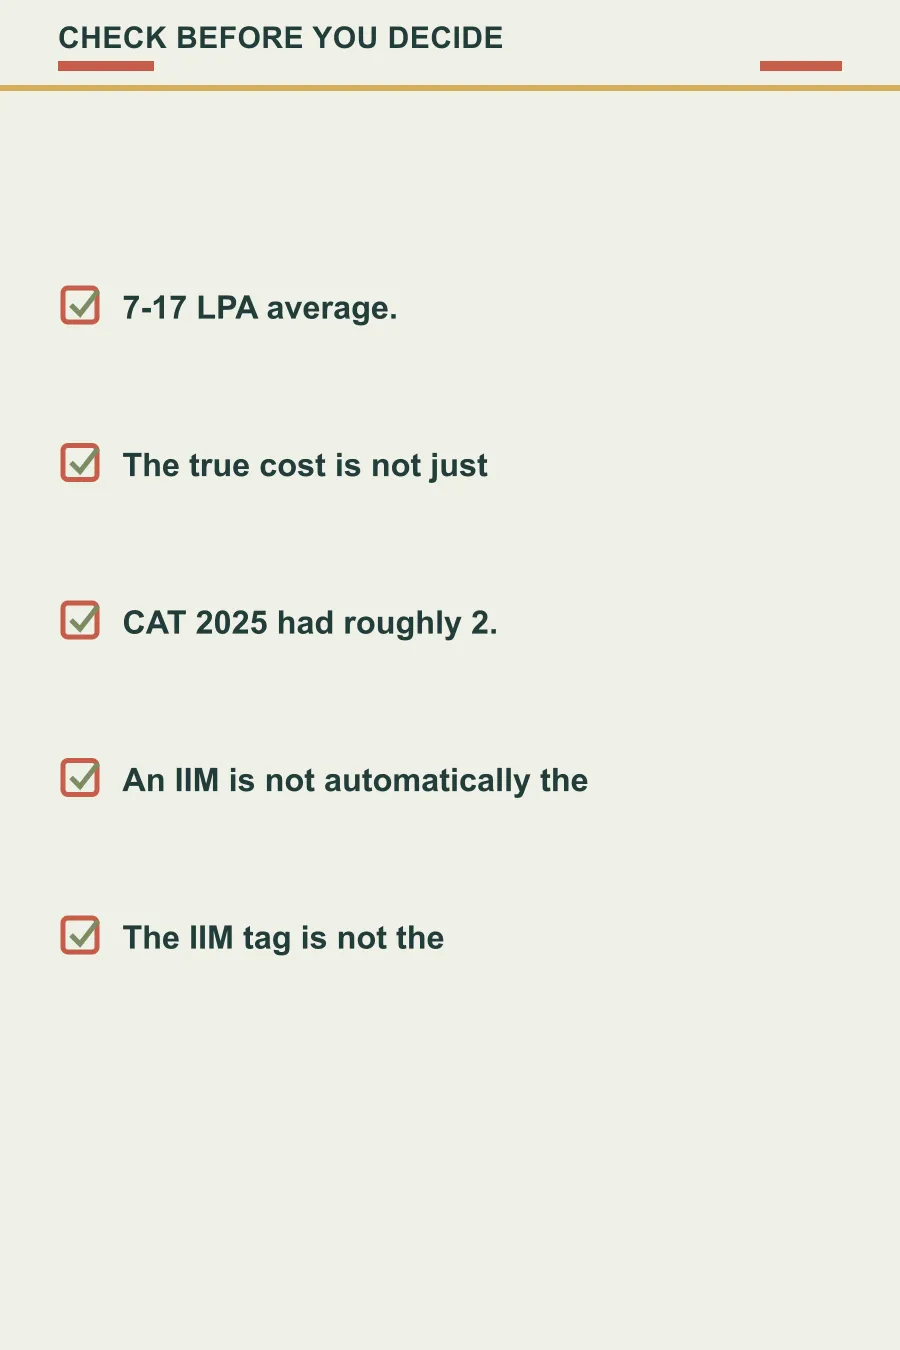 CHECK BEFORE YOU DECIDE
7-17 LPA average.
The true cost is not just
CAT 2025 had roughly 2.
An IIM is not automatically the
The IIM tag is not the